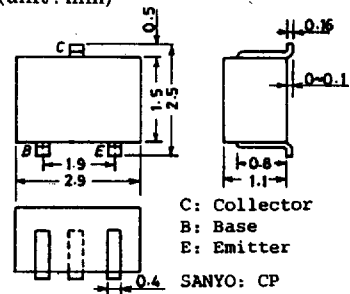 (unit : mm)
C
0.5
0.16
1.5
2.5
0~0.1
B
E
1.9
2.9
0.8
1.1
C: Collector
B: Base
E: Emitter
0.4
SANYO: CP